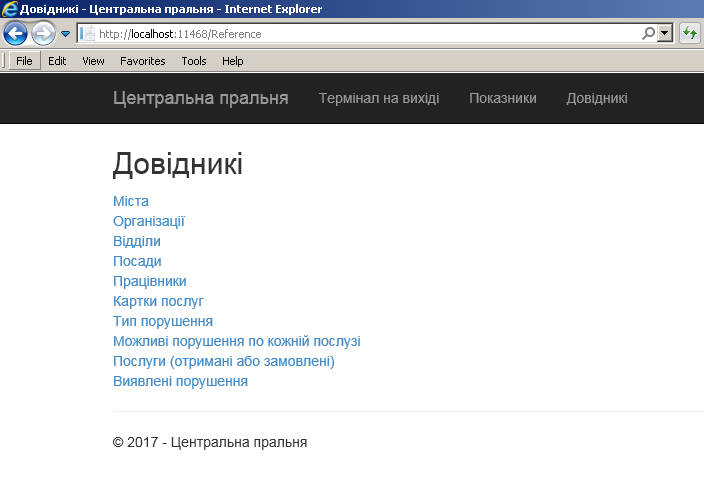 Довідникі - Центральна пральня - Internet Explorer
http://localhost:11468/Reference
File Edit View Favorites Tools Help
Центральна пральня Термінал на вихіді Показники Довідникі
Довідникі
Міста
Організації
Відділи
Посади
Працівники
Картки послуг
Тип порушення
Можливі порушення по кожній послузі
Послуги (отримані або замовлені)
Виявлені порушення
© 2017 - Центральна пральня